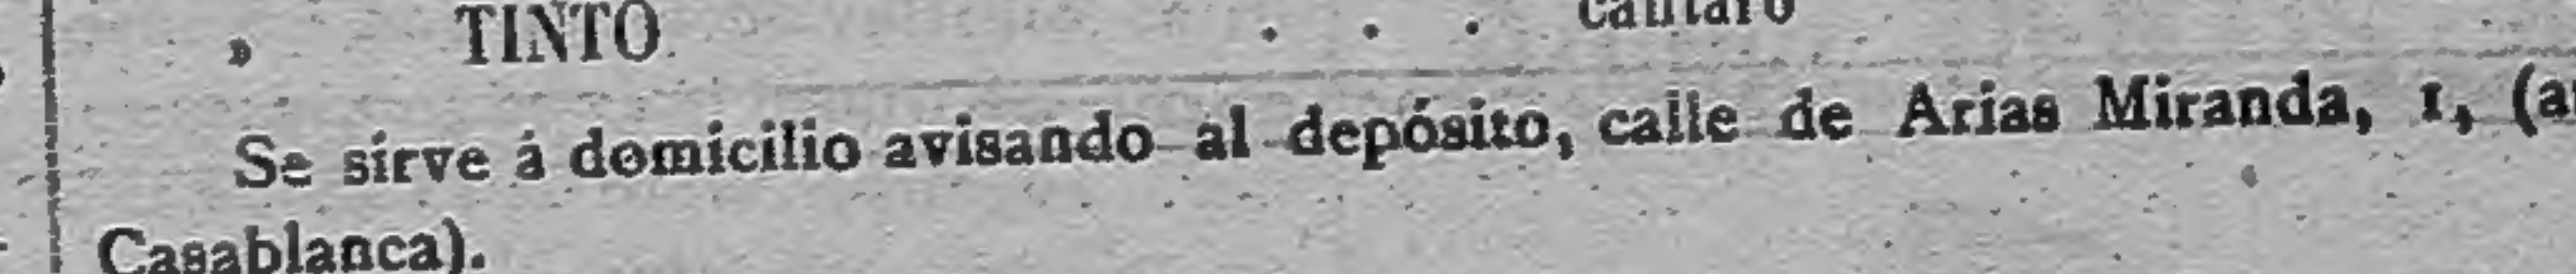 » TINTO . . . cántaro
Se sirve á domicilio avisando al depósito, calle de Arias Miranda, 1, (a
Casablanca).